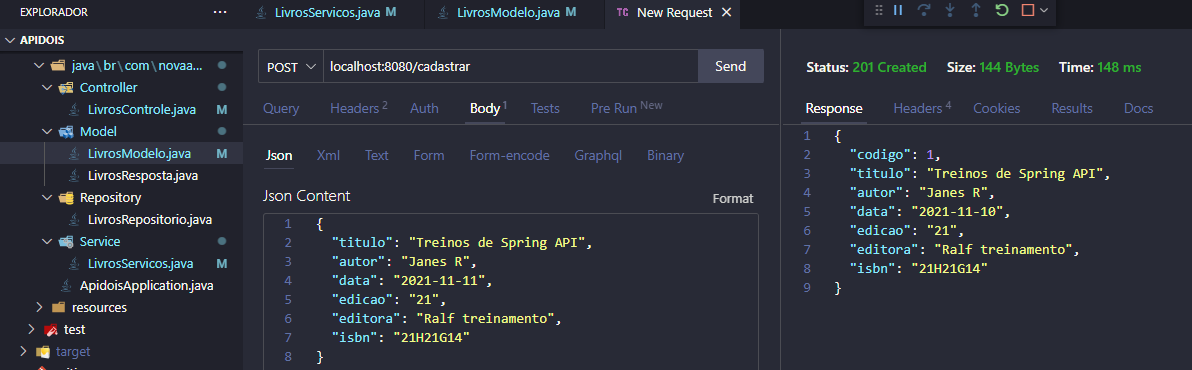 EXPLORADOR ···
APIDOIS
java\br\com\novaa...
Controller
LivrosControle.java M
Model
LivrosModelo.java M
LivrosResposta.java
Repository
LivrosRepositorio.java
Service
LivrosServicos.java M
ApidoisApplication.java
resources
test
target
LivrosServicos.java M
LivrosModelo.java M
TC New Request
POST localhost:8080/cadastrar Send
Query Headers 2 Auth Body 1 Tests Pre Run New
Json Xml Text Form Form-encode Graphql Binary
Json Content Format
1 {
2 "titulo": "Treinos de Spring API",
3 "autor": "Janes R",
4 "data": "2021-11-11",
5 "edicao": "21",
6 "editora": "Ralf treinamento",
7 "isbn": "21H21G14"
8 }
Status: 201 Created Size: 144 Bytes Time: 148 ms
Response Headers 4 Cookies Results Docs
1 {
2 "codigo": 1,
3 "titulo": "Treinos de Spring API",
4 "autor": "Janes R",
5 "data": "2021-11-10",
6 "edicao": "21",
7 "editora": "Ralf treinamento",
8 "isbn": "21H21G14"
9 }